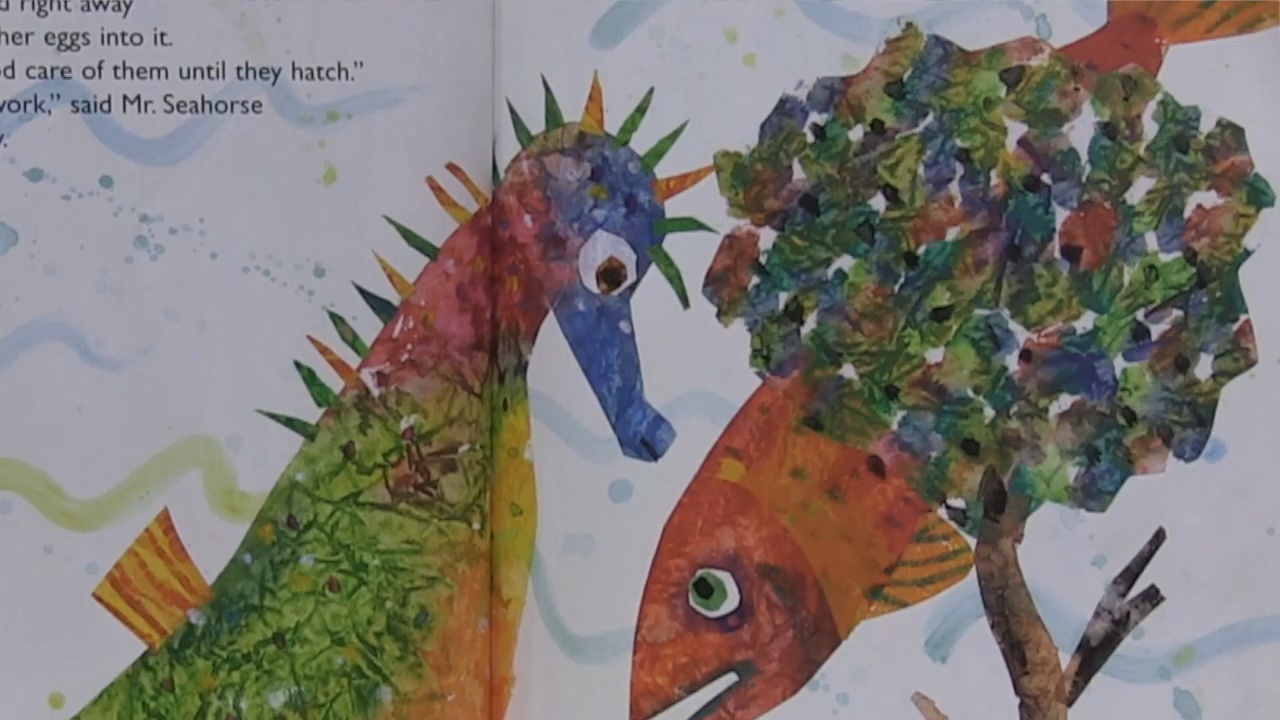 right away
her eggs into it.
care of them until they hatch.”
work,” said Mr. Seahorse